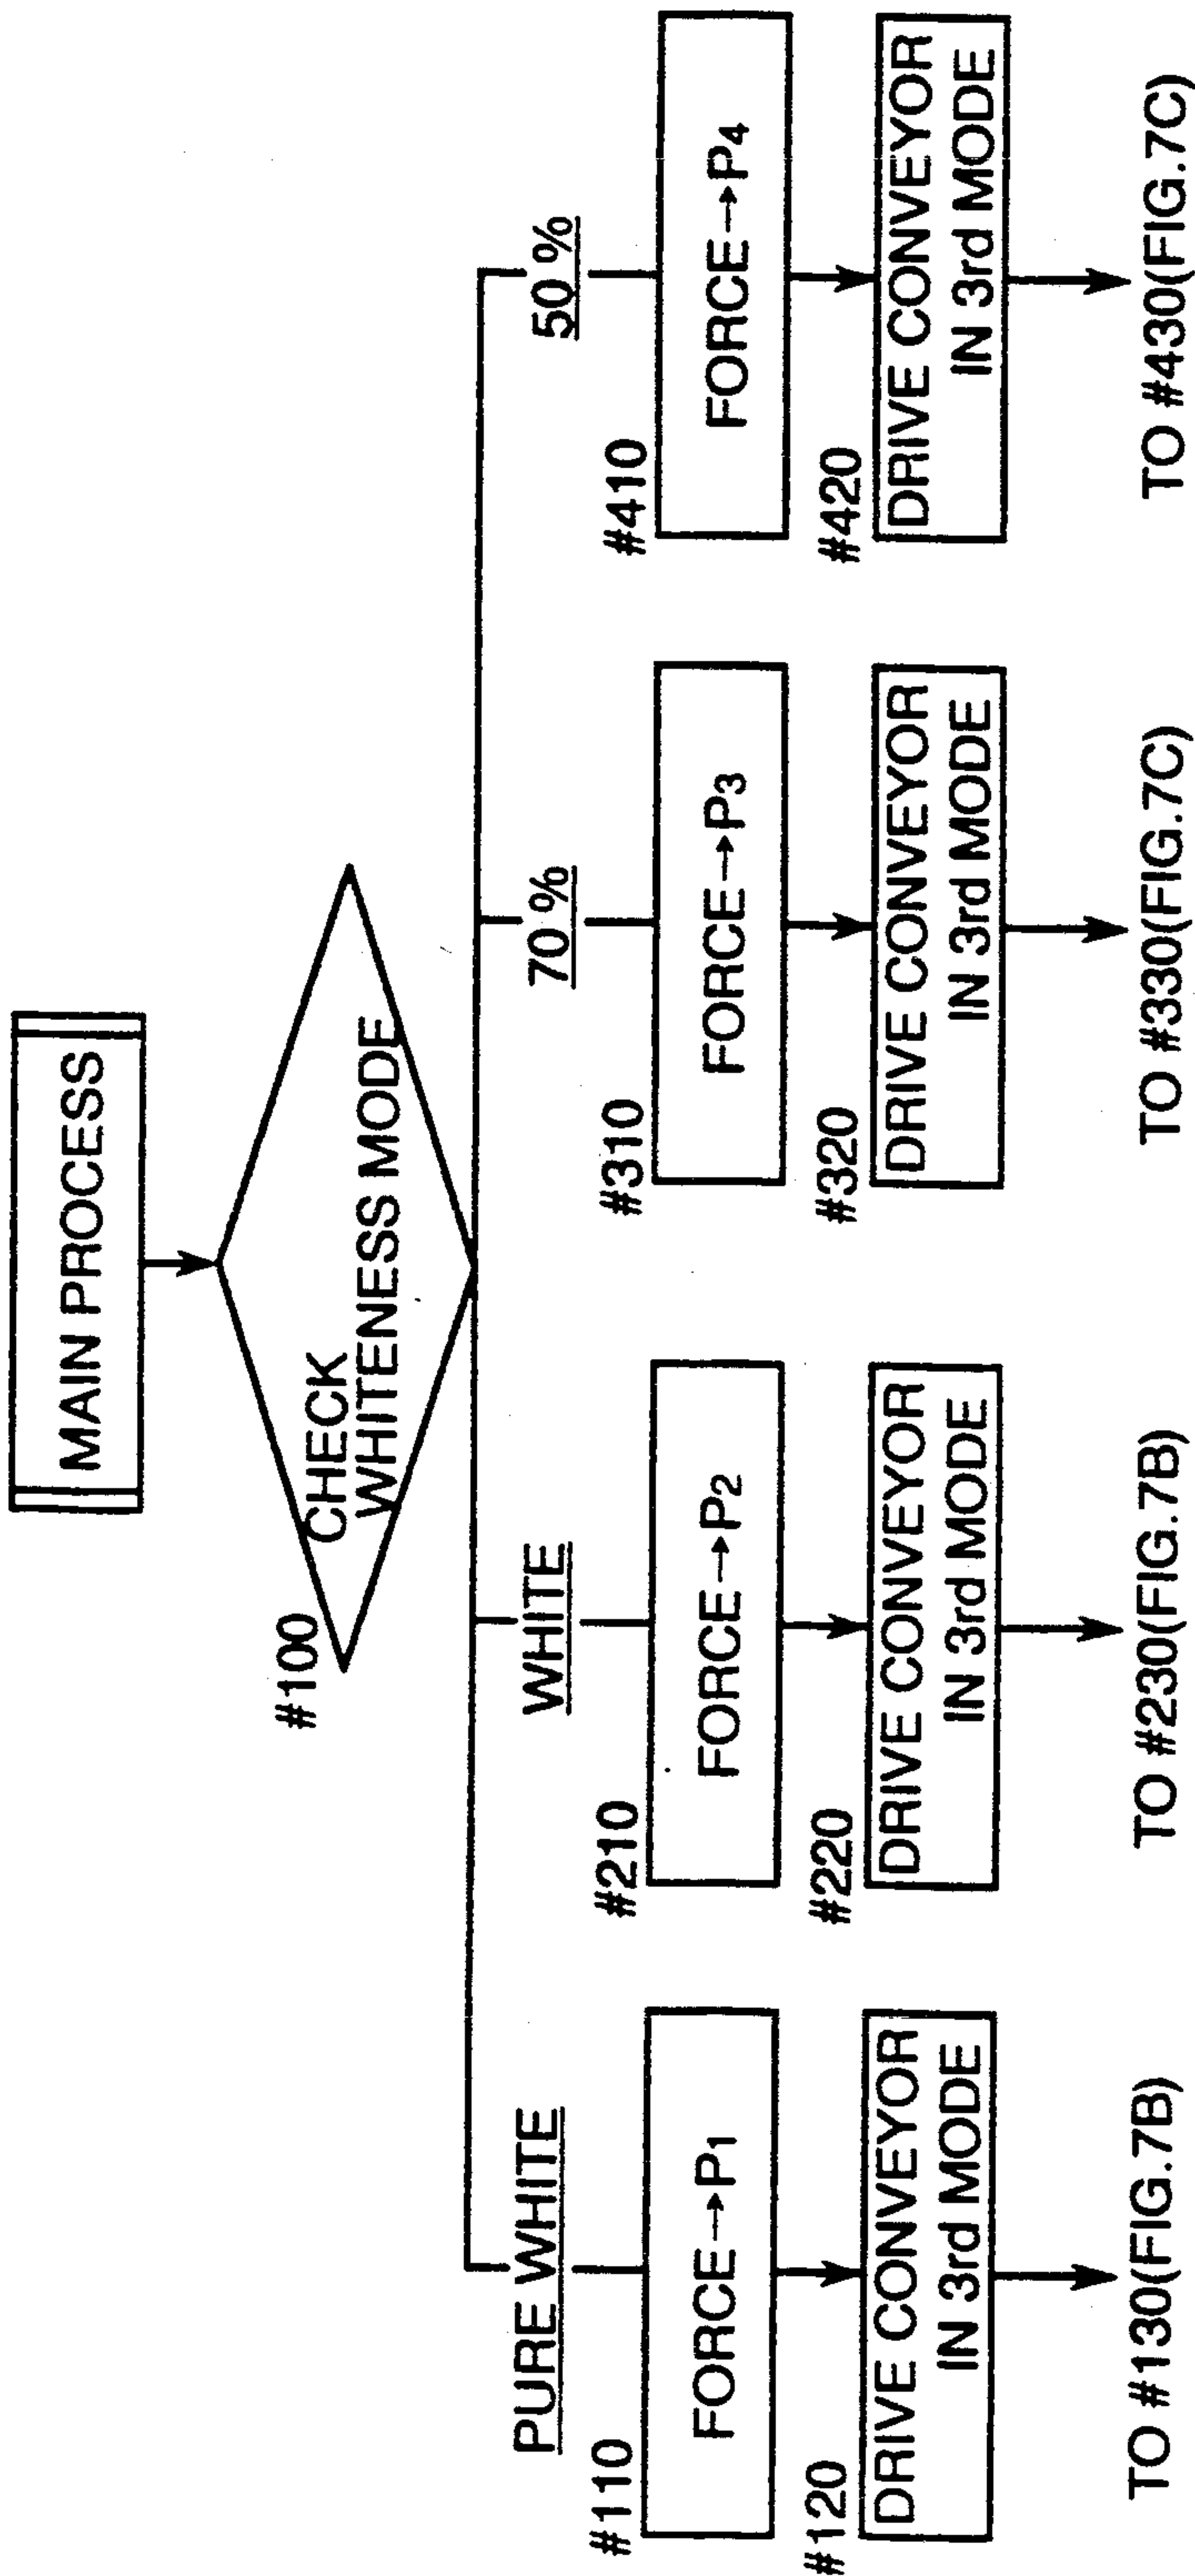 MAIN PROCESS
#100
CHECK
WHITENESS MODE
PURE WHITE
#110
FORCE→P1
#120
DRIVE CONVEYOR
IN 3rd MODE
TO #130(FIG.7B)
WHITE
#210
FORCE→P2
#220
DRIVE CONVEYOR
IN 3rd MODE
TO #230(FIG.7B)
70 %
#310
FORCE→P3
#320
DRIVE CONVEYOR
IN 3rd MODE
TO #330(FIG.7C)
50 %
#410
FORCE→P4
#420
DRIVE CONVEYOR
IN 3rd MODE
TO #430(FIG.7C)